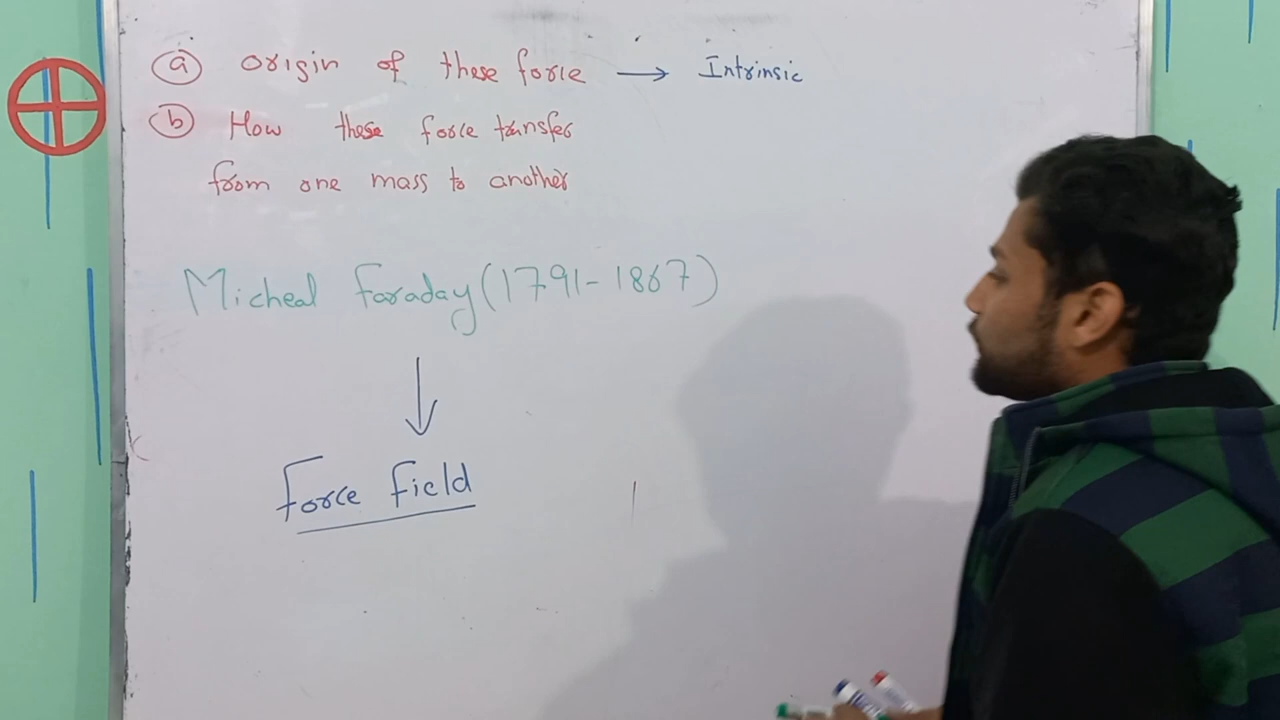 a origin of these force → Intrinsic
b How these force transfer
from one mass to another
Micheal Faraday (1791-1867)
Force field